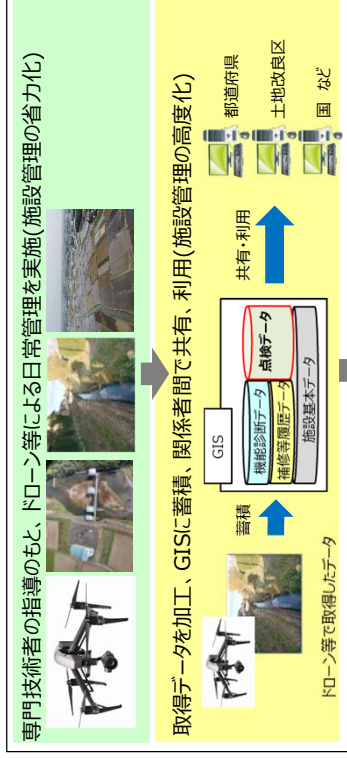 専門技術者の指導のもと、ドローン等による日常管理を実施(施設管理の省力化)
取得データを加工、GISに蓄積、関係者間で共有、利用(施設管理の高度化)
ドローン等で取得したデータ
蓄積
GIS
機能診断データ
補修等履歴データ
点検データ
施設基本データ
共有・利用
都道府県
土地改良区
国 など